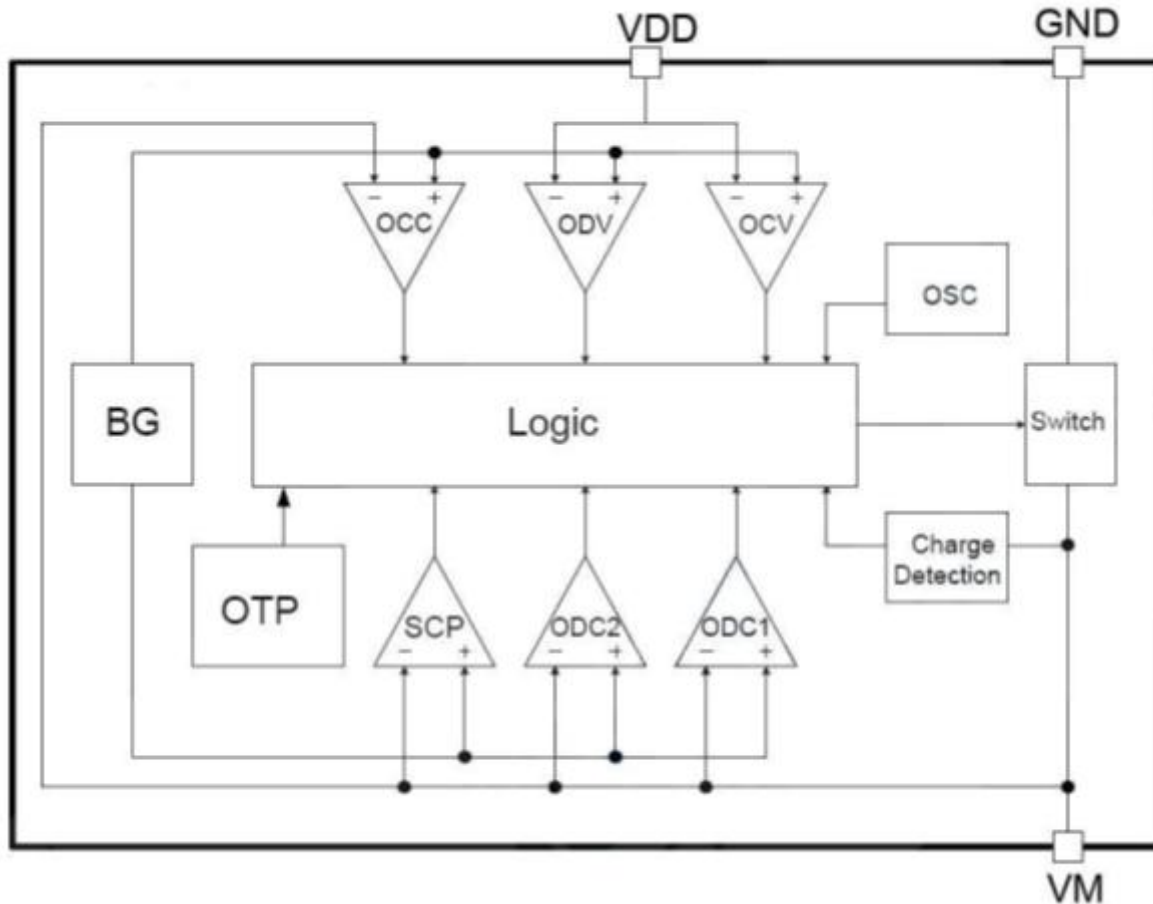 VDD
GND
- +
OCC
- +
ODV
- +
OCV
OSC
BG
Logic
Switch
OTP
SCP
- +
ODC2
- +
ODC1
- +
Charge
Detection
VM